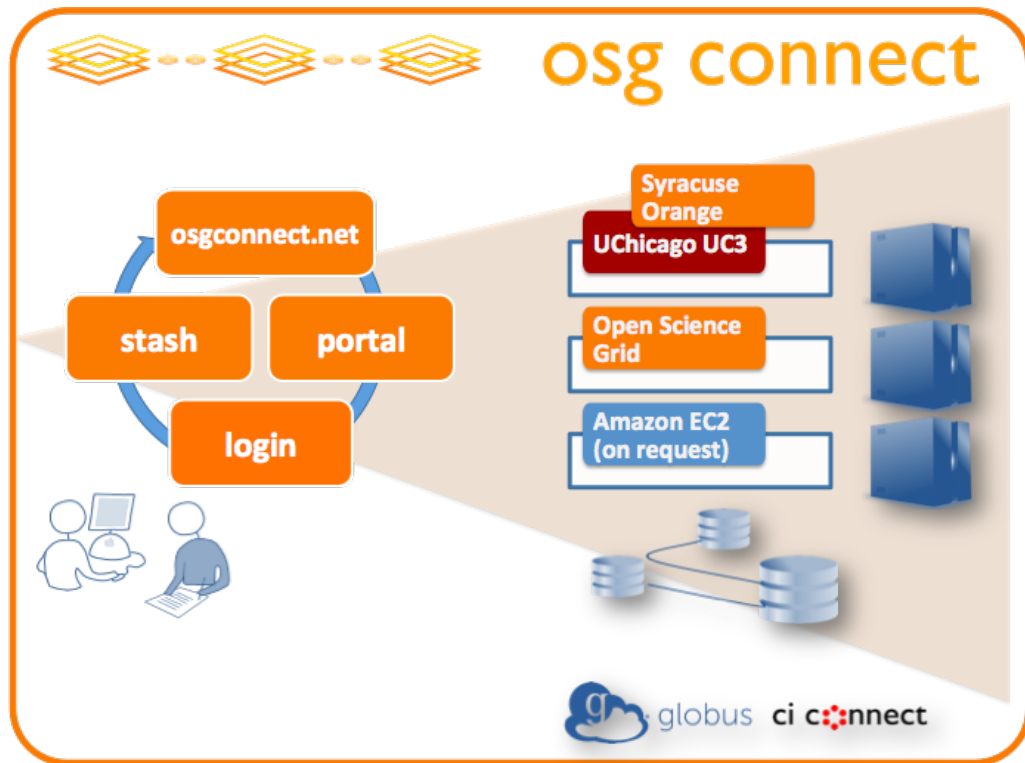 osg connect
osgconnect.net
stash
portal
login
Syracuse
Orange
UChicago UC3
Open Science
Grid
Amazon EC2
(on request)
g globus ci connect